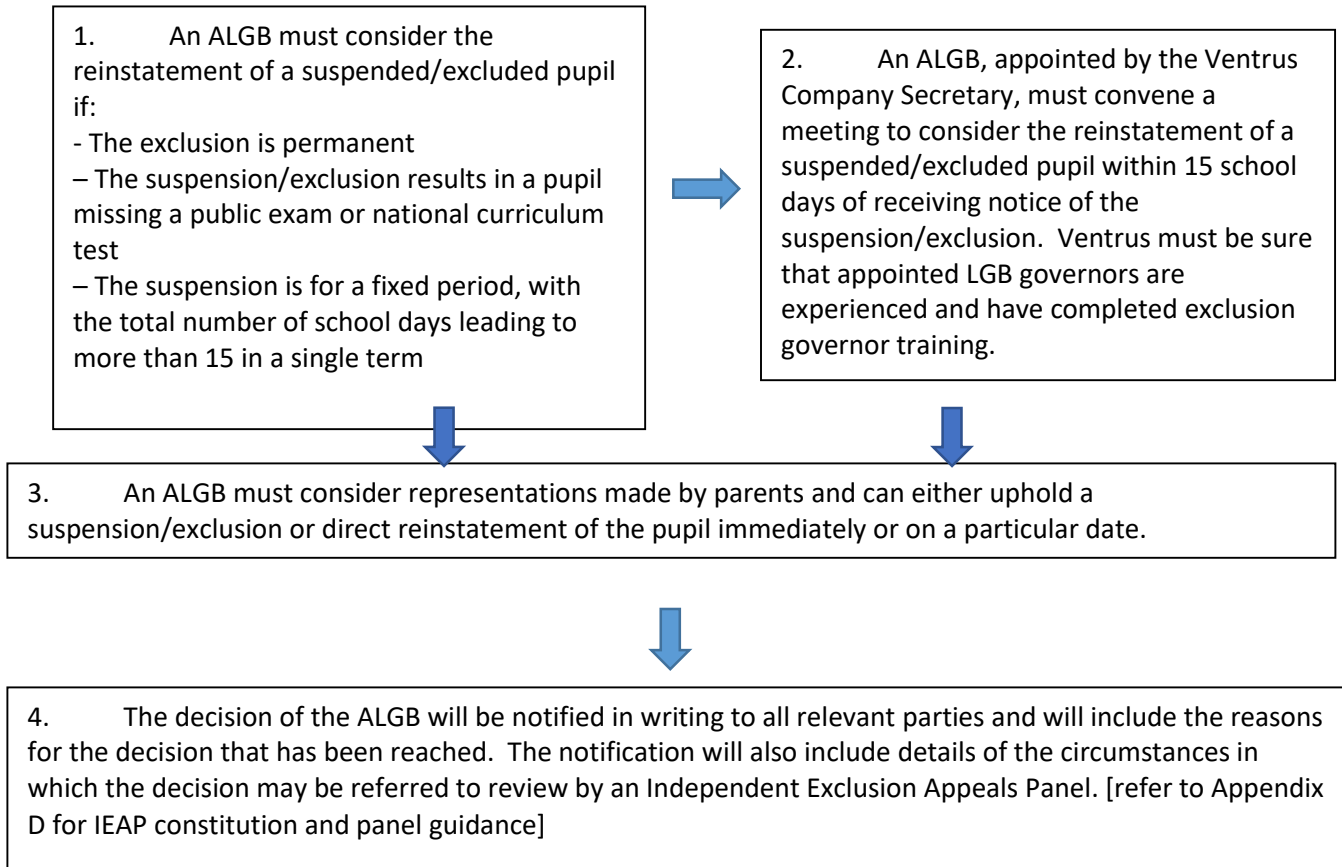 1. An ALGB must consider the
reinstatement of a suspended/excluded pupil
if:
- The exclusion is permanent
– The suspension/exclusion results in a pupil
missing a public exam or national curriculum
test
– The suspension is for a fixed period, with
the total number of school days leading to
more than 15 in a single term
2. An ALGB, appointed by the Ventrus
Company Secretary, must convene a
meeting to consider the reinstatement of a
suspended/excluded pupil within 15 school
days of receiving notice of the
suspension/exclusion. Ventrus must be sure
that appointed LGB governors are
experienced and have completed exclusion
governor training.
3. An ALGB must consider representations made by parents and can either uphold a
suspension/exclusion or direct reinstatement of the pupil immediately or on a particular date.
4. The decision of the ALGB will be notified in writing to all relevant parties and will include the reasons
for the decision that has been reached. The notification will also include details of the circumstances in
which the decision may be referred to review by an Independent Exclusion Appeals Panel. [refer to Appendix
D for IEAP constitution and panel guidance]